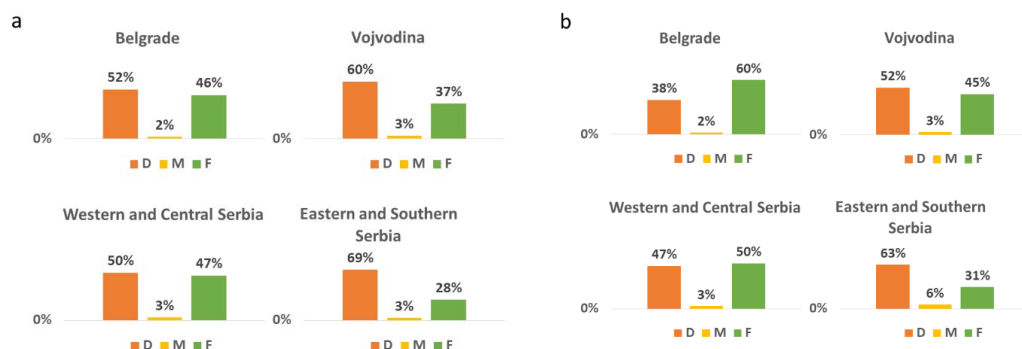 a
Belgrade
52%
2%
46%
0%
D M F
Vojvodina
60%
3%
37%
0%
D M F
Western and Central Serbia
50%
3%
47%
0%
D M F
Eastern and Southern
Serbia
69%
3%
28%
0%
D M F
b
Belgrade
38%
2%
60%
0%
D M F
Vojvodina
52%
3%
45%
0%
D M F
Western and Central Serbia
47%
3%
50%
0%
D M F
Eastern and Southern
Serbia
63%
6%
31%
0%
D M F